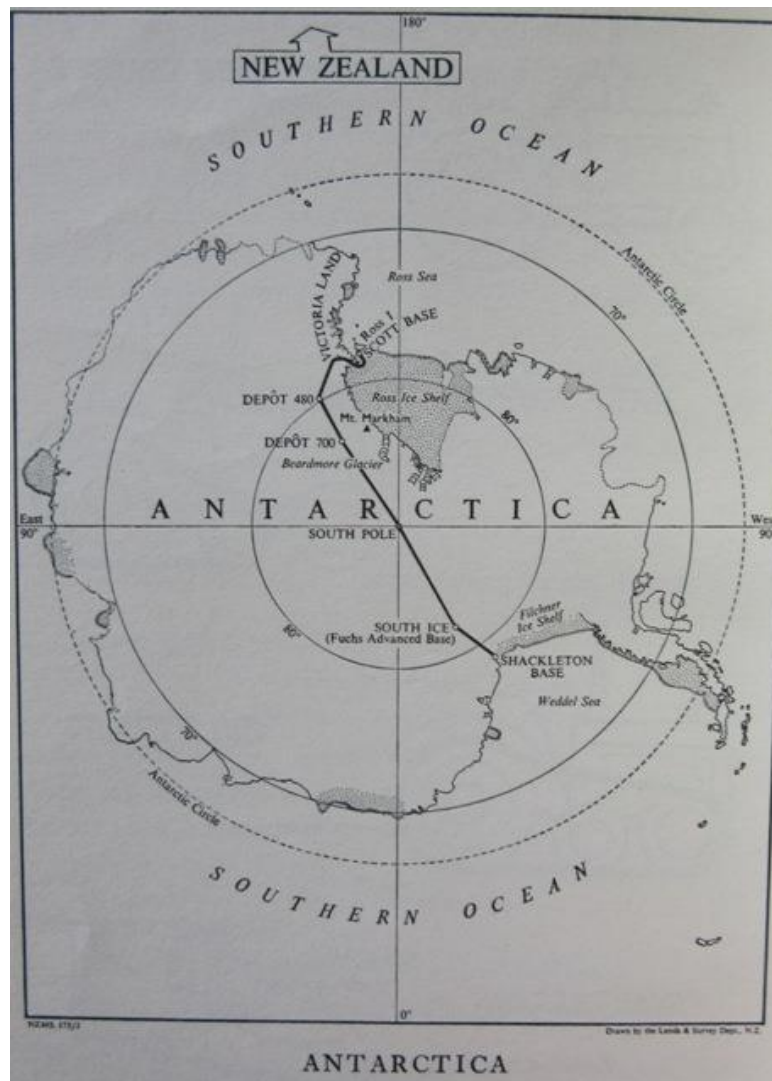 180°
NEW ZEALAND
SOUTHERN OCEAN
Antarctic Circle
Ross Sea
70°
VICTORIA LAND
Ross I
SCOTT BASE
DEPÔT 480
Ross Ice Shelf
80°
Mt. Markham
DEPÔT 700
Beardmore Glacier
ANTARCTICA
East
90°
Wes
90°
SOUTH POLE
SOUTH ICE
(Fuchs Advanced Base)
Filchner
Ice Shelf
80°
SHACKLETON
BASE
Weddel Sea
70°
Antarctic Circle
SOUTHERN OCEAN
0°
Drawn by the Lands & Survey Dept., N.Z.
ANTARCTICA